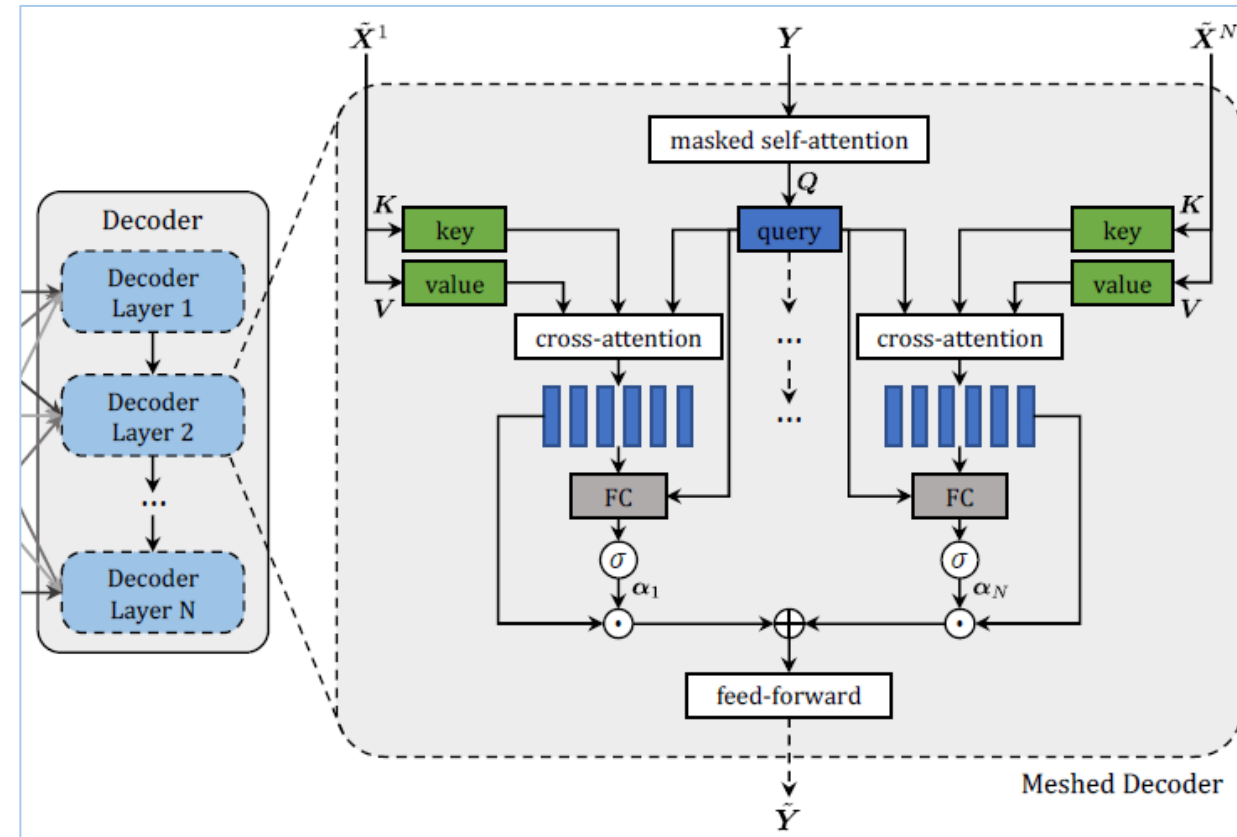 X̃¹ Y X̃ᴺ
masked self-attention
Q
Decoder
Decoder
Layer 1
Decoder
Layer 2
...
Decoder
Layer N
K key query key K
V value value V
cross-attention ... cross-attention
...
FC FC
σ σ
α₁ α_N
feed-forward
Meshed Decoder
Ỹ